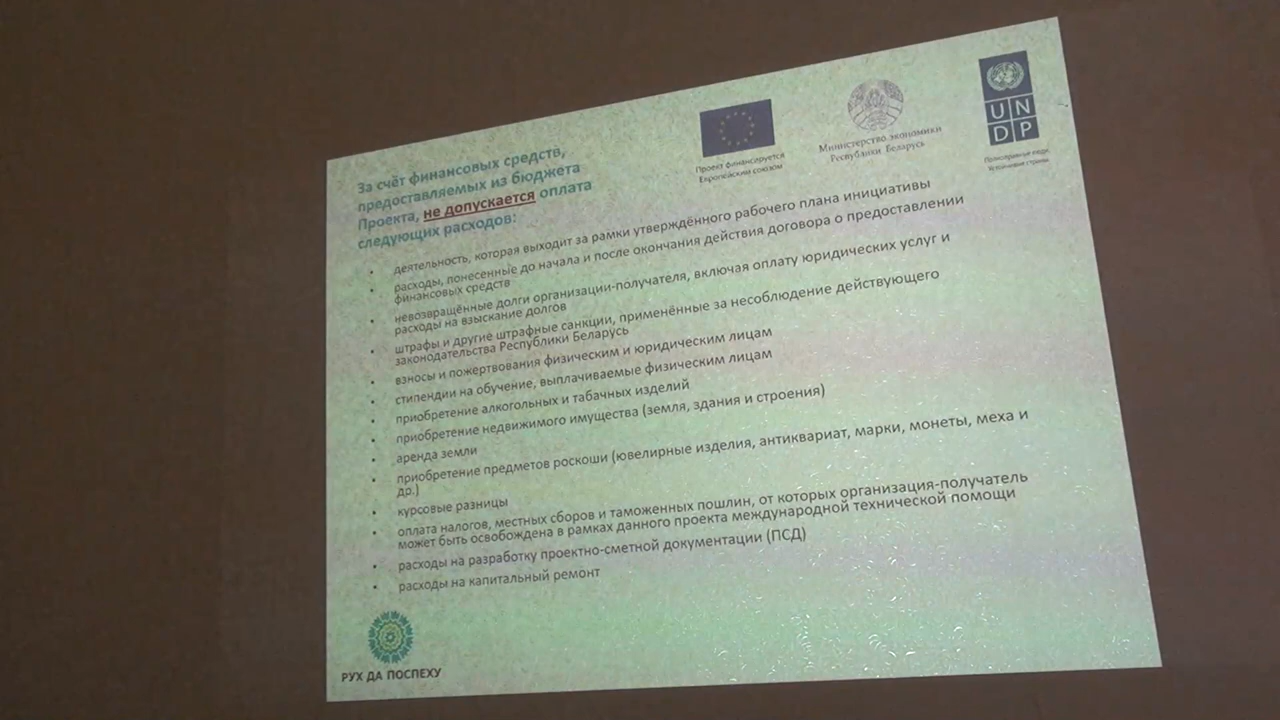 За счёт финансовых средств,
предоставляемых из бюджета
Проекта, не допускается оплата
следующих расходов:
Проект финансируется
Европейским союзом
Министерство экономики
Республики Беларусь
UN
DP
Полноправные люди.
Устойчивые страны.
• деятельность, которая выходит за рамки утверждённого рабочего плана инициативы
• расходы, понесенные до начала и после окончания действия договора о предоставлении
финансовых средств
• невозвращённые долги организации-получателя, включая оплату юридических услуг и
расходы на взыскание долгов
• штрафы и другие штрафные санкции, применённые за несоблюдение действующего
законодательства Республики Беларусь
• взносы и пожертвования физическим и юридическим лицам
• стипендии на обучение, выплачиваемые физическим лицам
• приобретение алкогольных и табачных изделий
• приобретение недвижимого имущества (земля, здания и строения)
• аренда земли
• приобретение предметов роскоши (ювелирные изделия, антиквариат, марки, монеты, меха и
др.)
• курсовые разницы
• оплата налогов, местных сборов и таможенных пошлин, от которых организация-получатель
может быть освобождена в рамках данного проекта международной технической помощи
• расходы на разработку проектно-сметной документации (ПСД)
• расходы на капитальный ремонт
РУХ ДА ПОСПЕХУ